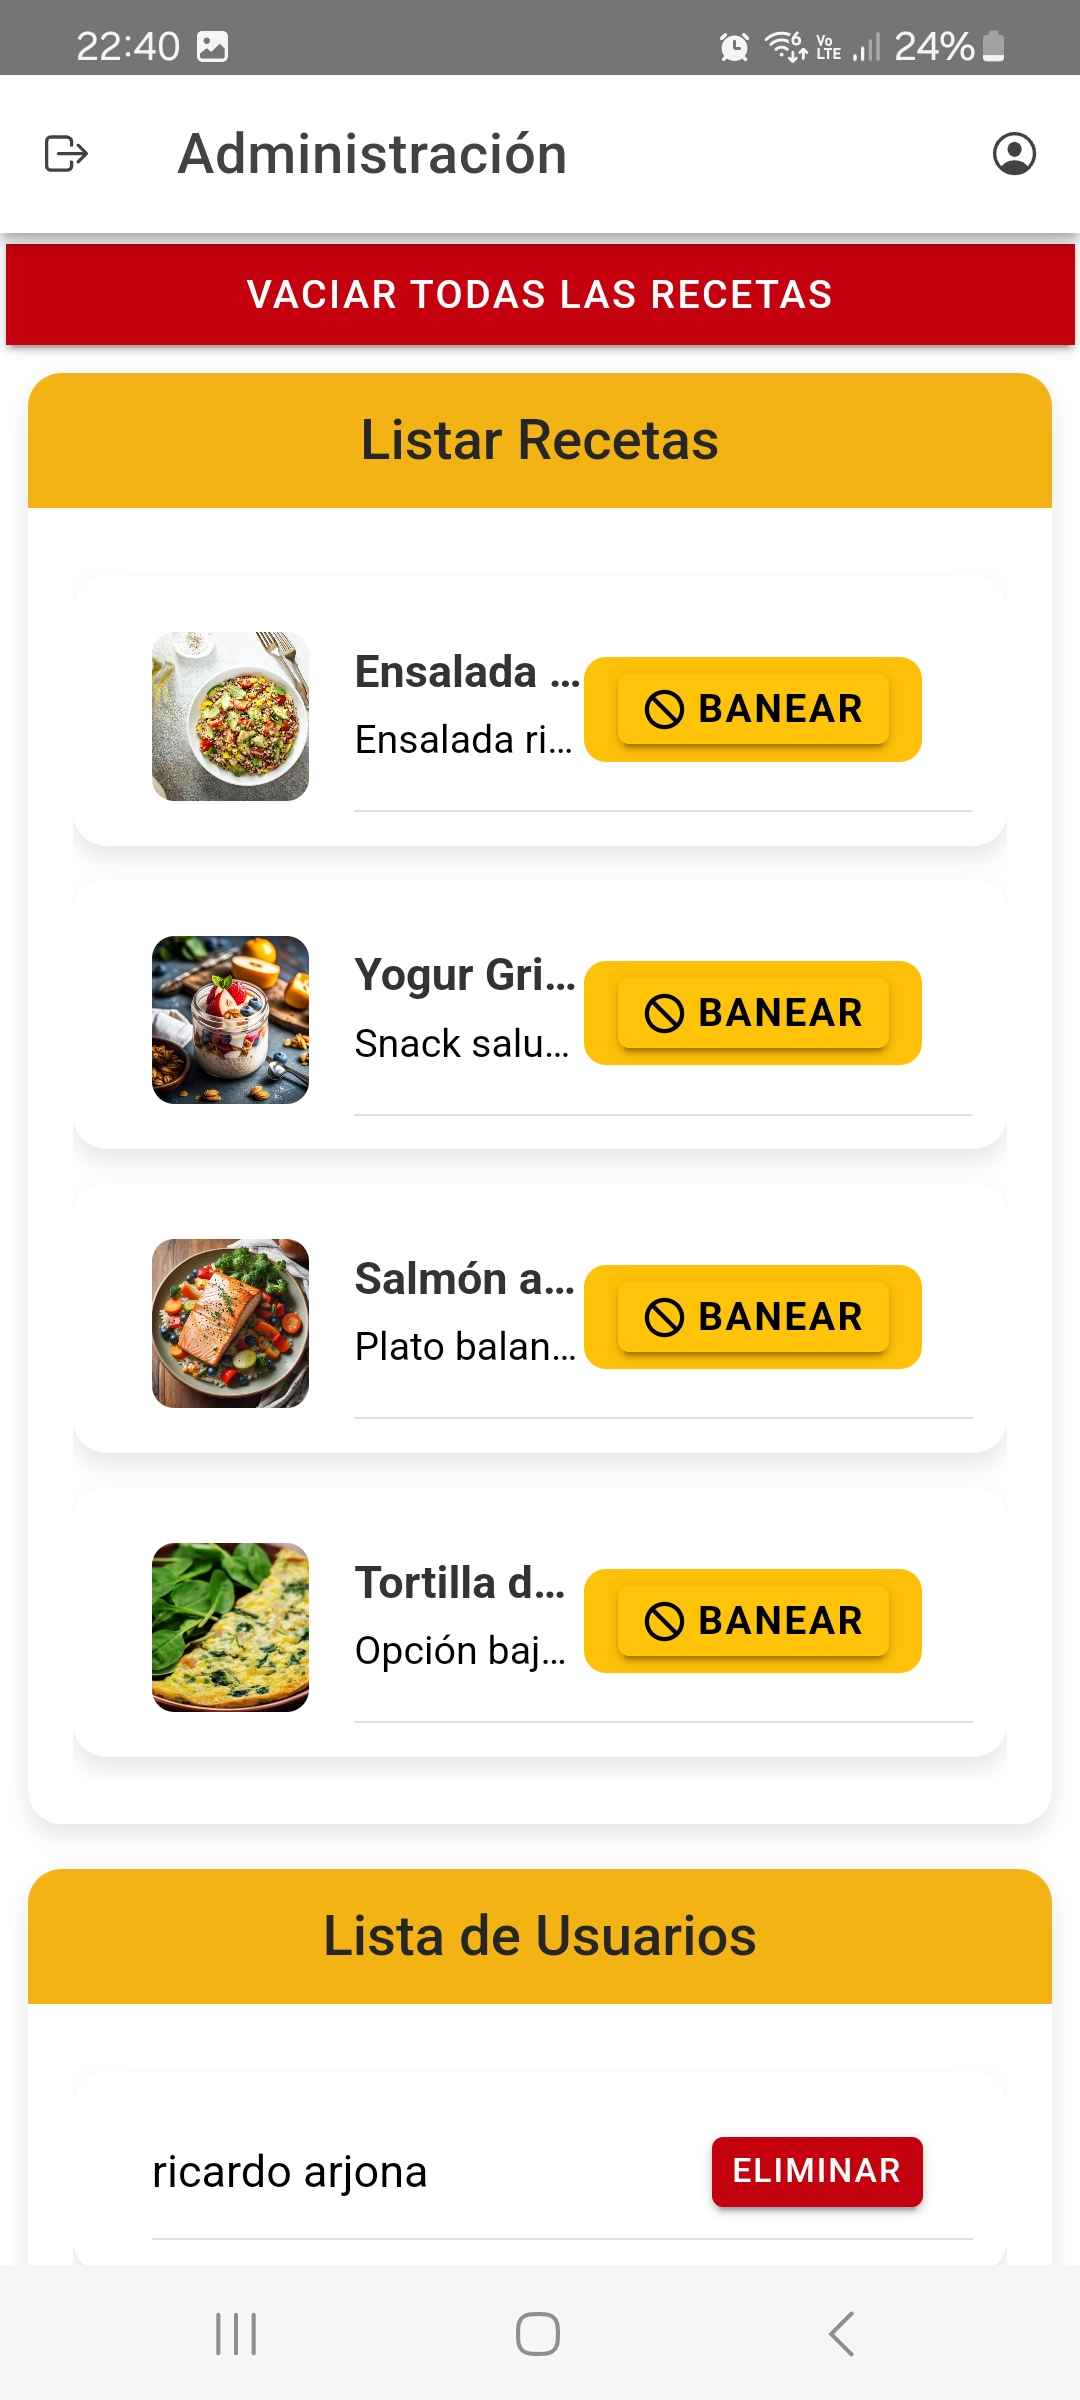 22:40 6 Vo LTE 24%
Administración
VACIAR TODAS LAS RECETAS
Listar Recetas
Ensalada ...
Ensalada ri...
BANEAR
Yogur Gri...
Snack salu...
BANEAR
Salmón a...
Plato balan...
BANEAR
Tortilla d...
Opción baj...
BANEAR
Lista de Usuarios
ricardo arjona
ELIMINAR